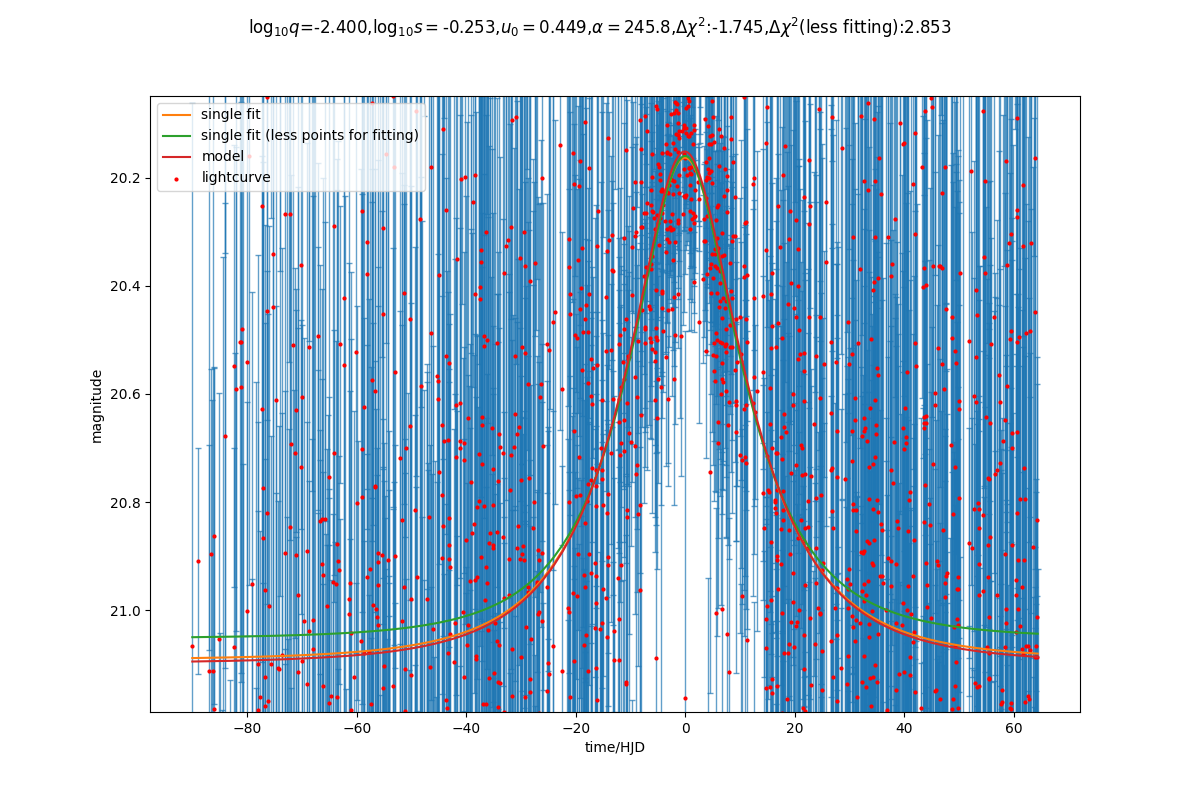 log₁₀q=-2.400,log₁₀s = -0.253,u₀ = 0.449,α = 245.8,Δχ²:-1.745,Δχ²(less fitting):2.853
single fit
single fit (less points for fitting)
model
lightcurve
20.2
20.4
20.6
20.8
21.0
magnitude
−80
−60
−40
−20
0
20
40
60
time/HJD